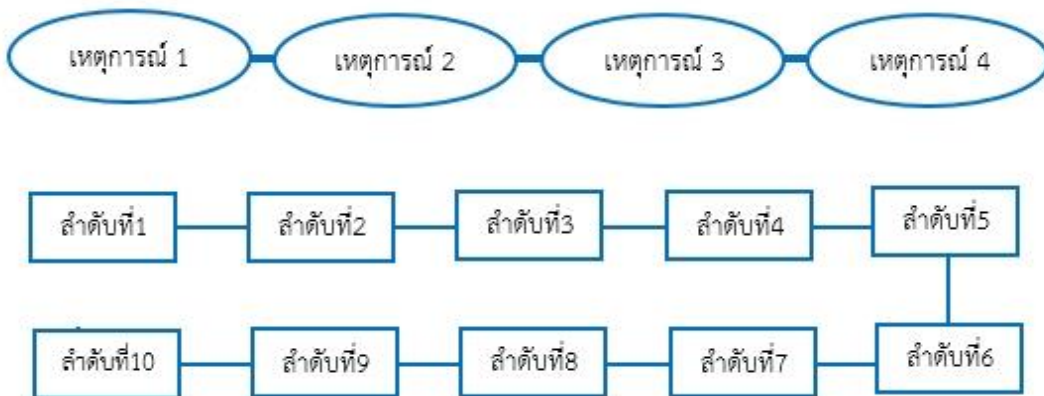 เหตุการณ์ 1 เหตุการณ์ 2 เหตุการณ์ 3 เหตุการณ์ 4
ลำดับที่1 ลำดับที่2 ลำดับที่3 ลำดับที่4 ลำดับที่5
ลำดับที่10 ลำดับที่9 ลำดับที่8 ลำดับที่7 ลำดับที่6